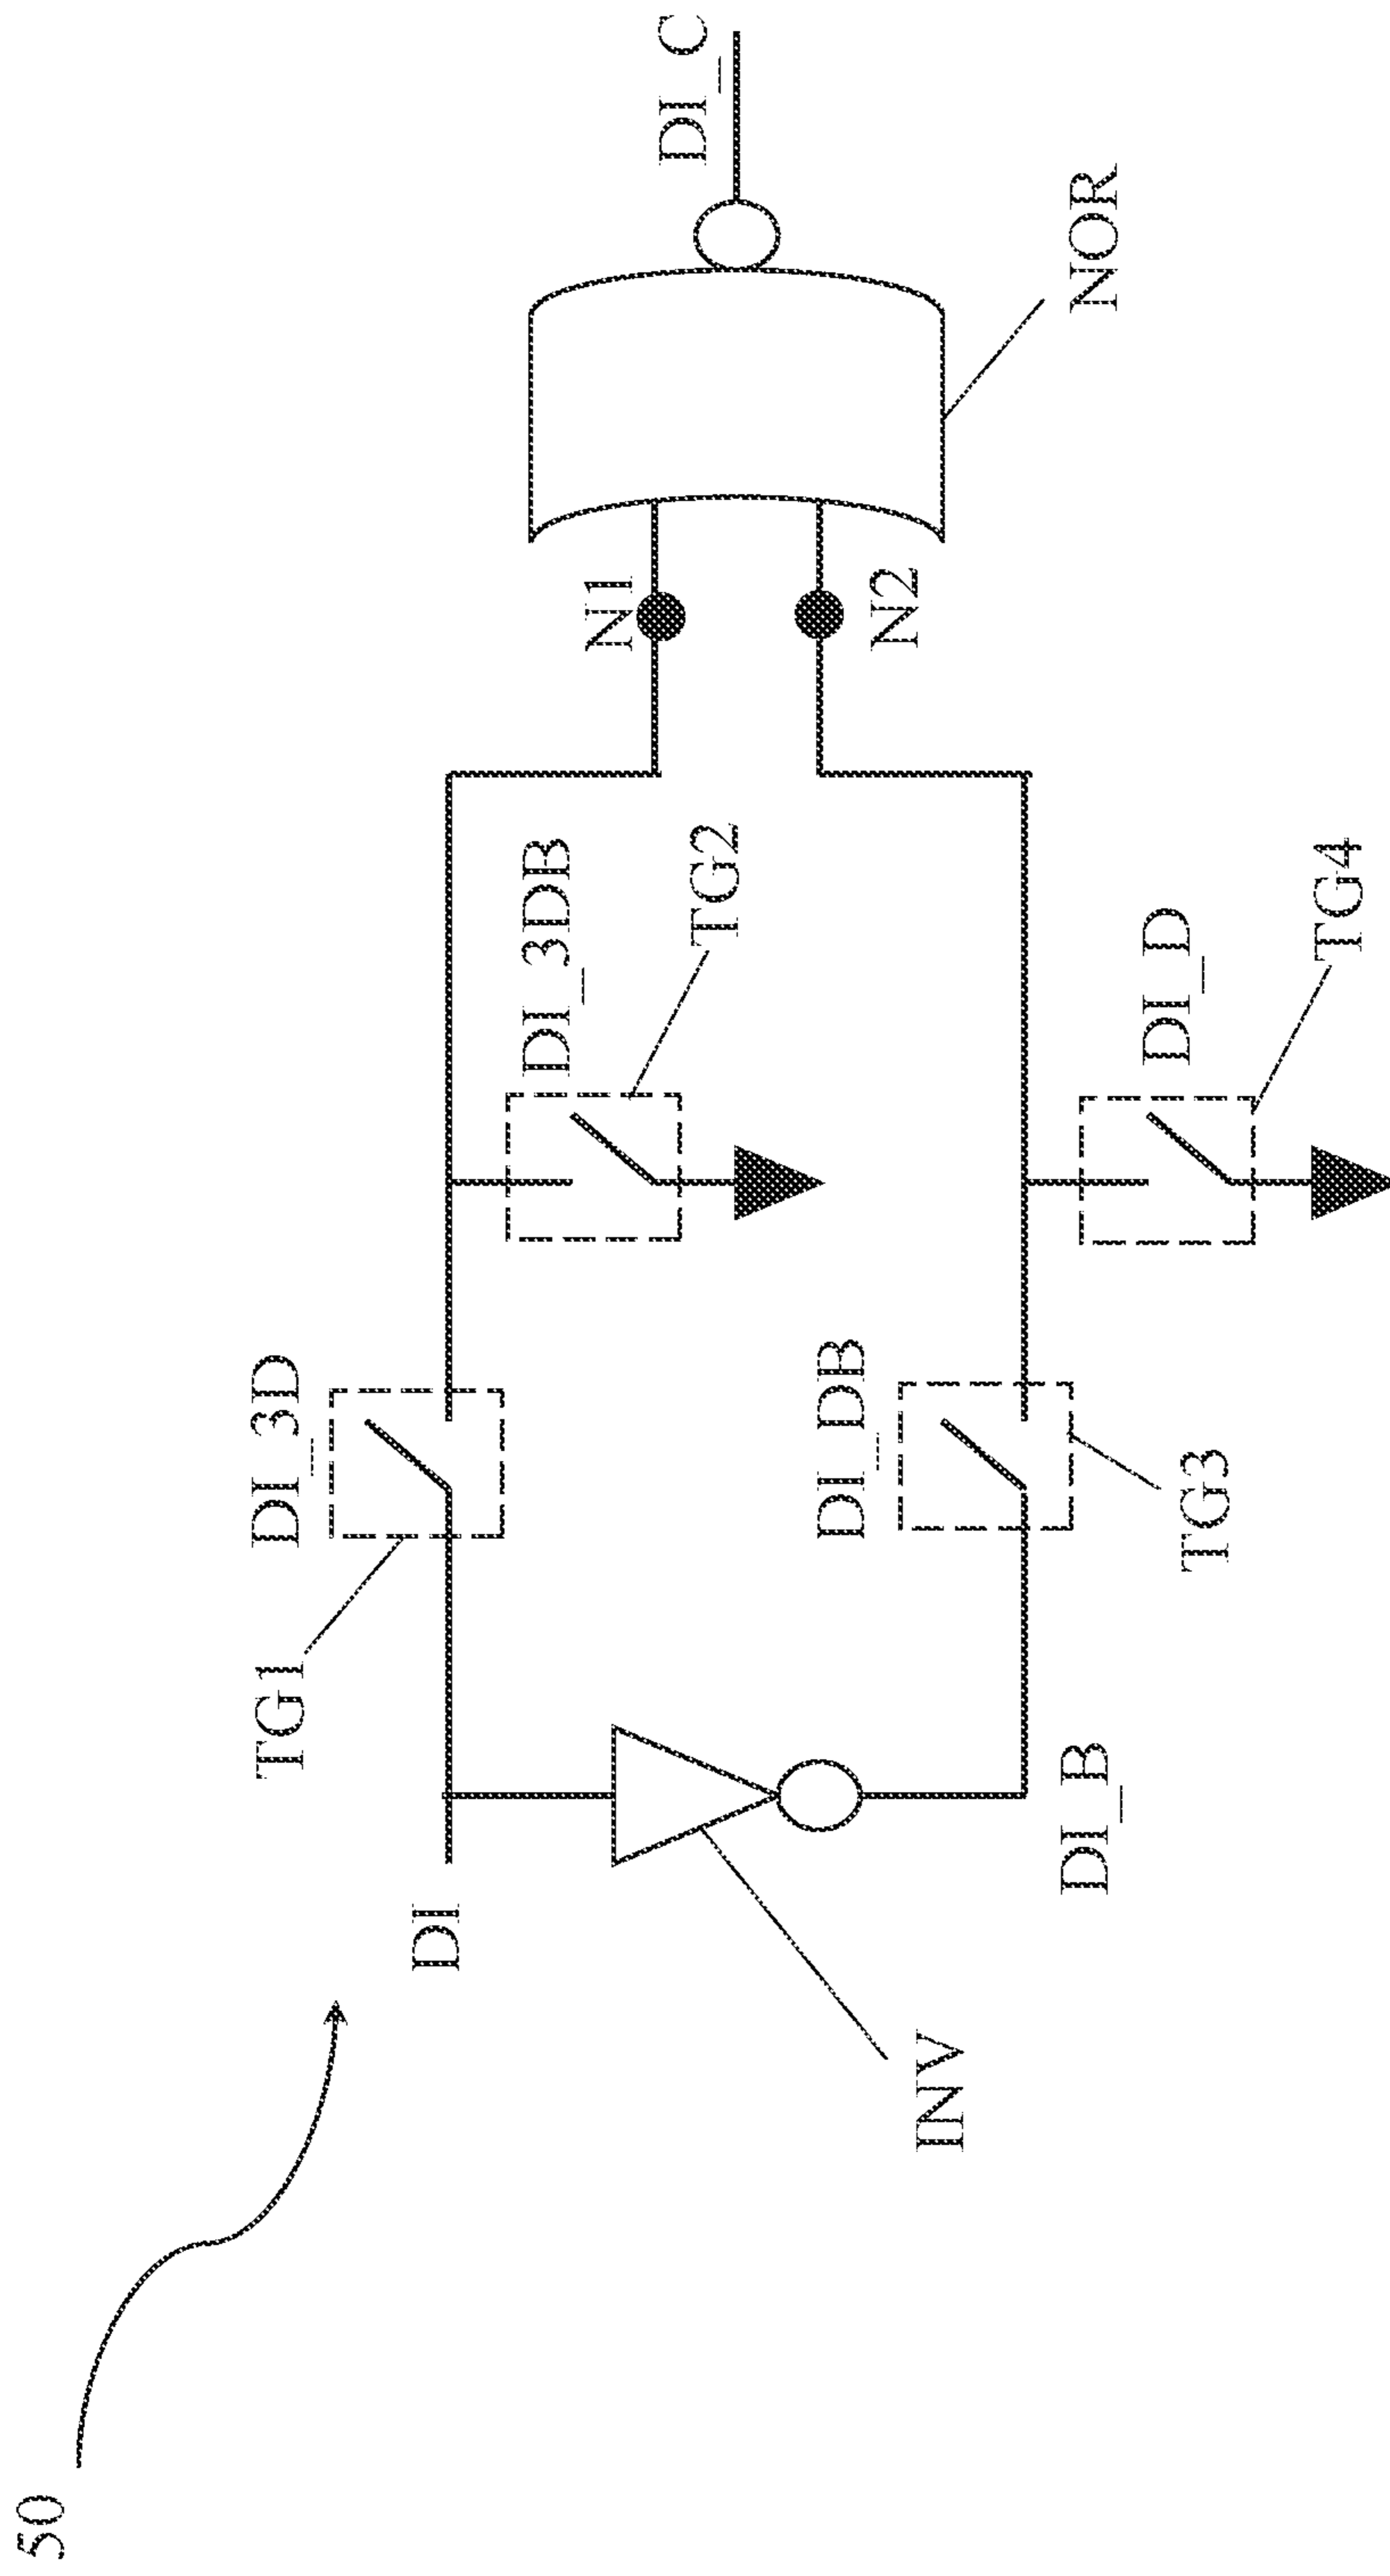 50
DI
TG1
DI_3D
DI_3DB
TG2
N1
DI_C
INV
DI_B
DI_DB
TG3
DI_D
TG4
N2
NOR